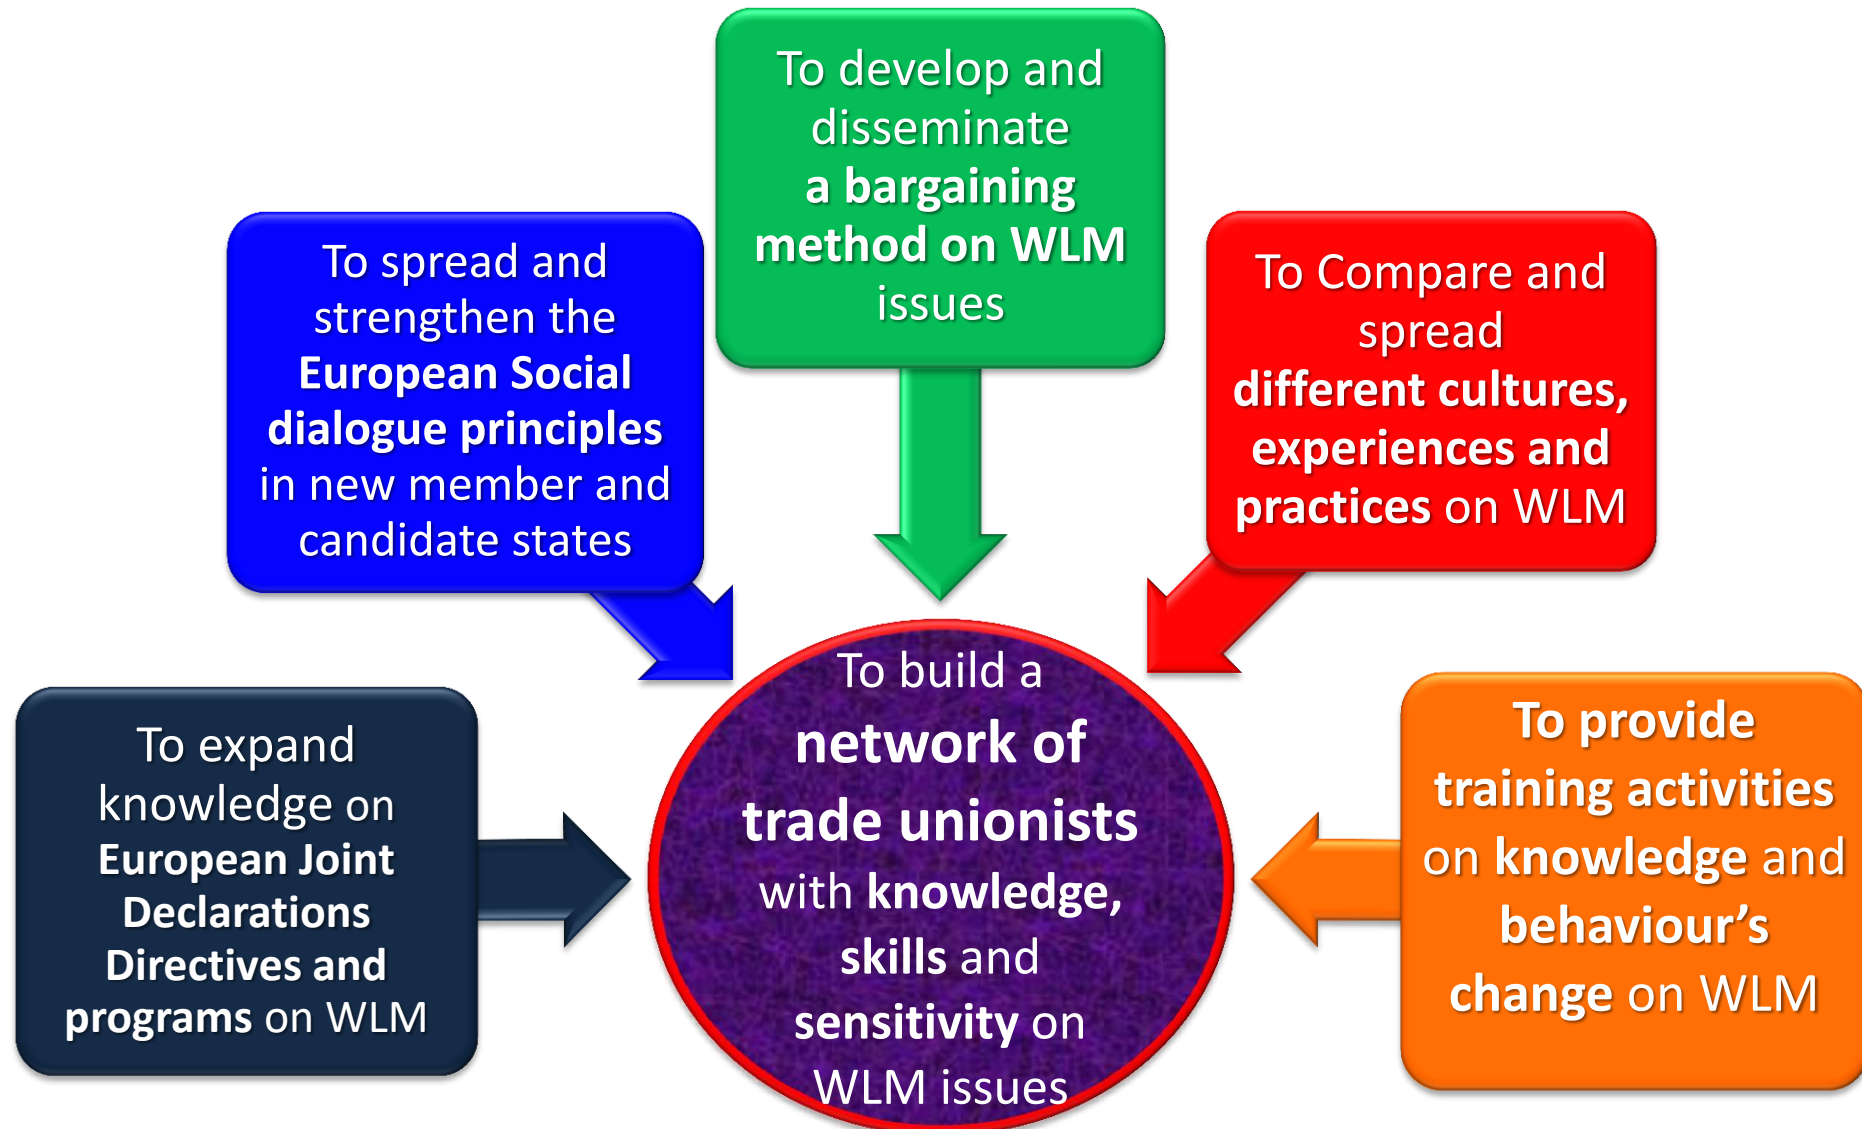 To develop and
disseminate
a bargaining
method on WLM
issues
To spread and
strengthen the
European Social
dialogue principles
in new member and
candidate states
To Compare and
spread
different cultures,
experiences and
practices on WLM
To expand
knowledge on
European Joint
Declarations
Directives and
programs on WLM
To build a
network of
trade unionists
with knowledge,
skills and
sensitivity on
WLM issues
To provide
training activities
on knowledge and
behaviour’s
change on WLM